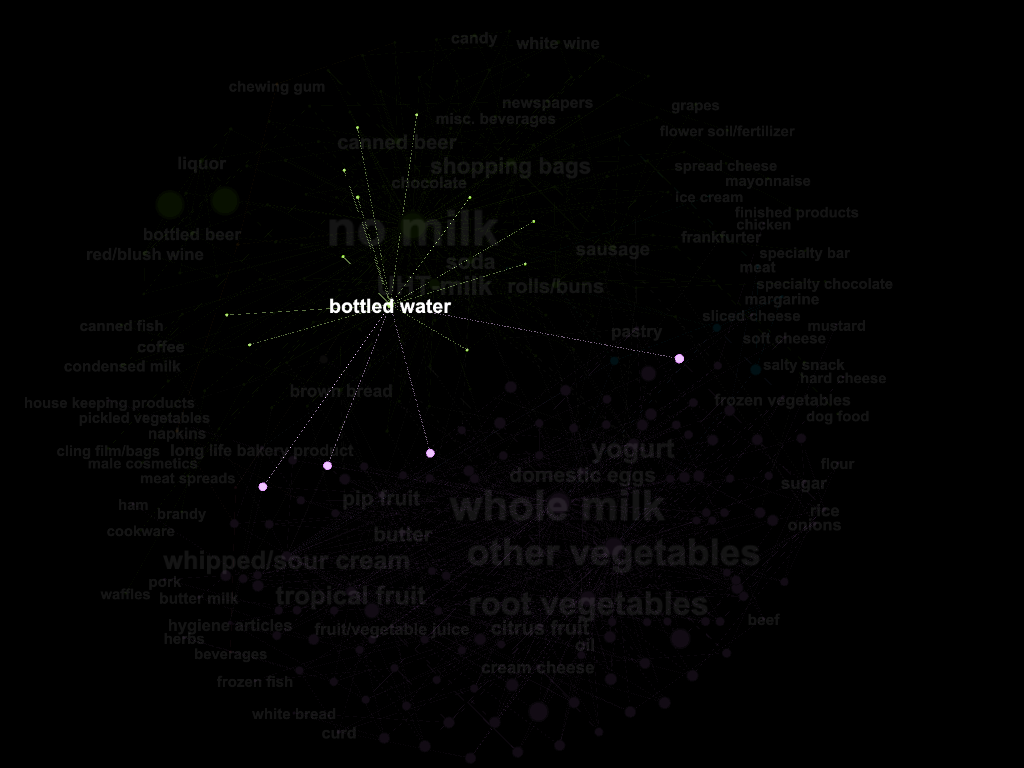 candy
white wine
chewing gum
newspapers
grapes
misc. beverages
flower soil/fertilizer
canned beer
liquor
shopping bags
spread cheese
chocolate
mayonnaise
ice cream
finished products
no milk
chicken
bottled beer
frankfurter
sausage
red/blush wine
specialty bar
soda
meat
UHT-milk
rolls/buns
specialty chocolate
margarine
bottled water
sliced cheese
canned fish
pastry
mustard
soft cheese
coffee
condensed milk
salty snack
hard cheese
brown bread
frozen vegetables
house keeping products
pickled vegetables
dog food
napkins
cling film/bags
long life bakery product
yogurt
male cosmetics
flour
meat spreads
domestic eggs
sugar
pip fruit
ham
whole milk
brandy
rice
onions
cookware
butter
other vegetables
whipped/sour cream
pork
waffles
butter milk
tropical fruit
root vegetables
hygiene articles
fruit/vegetable juice
citrus fruit
beef
herbs
oil
beverages
cream cheese
frozen fish
white bread
curd